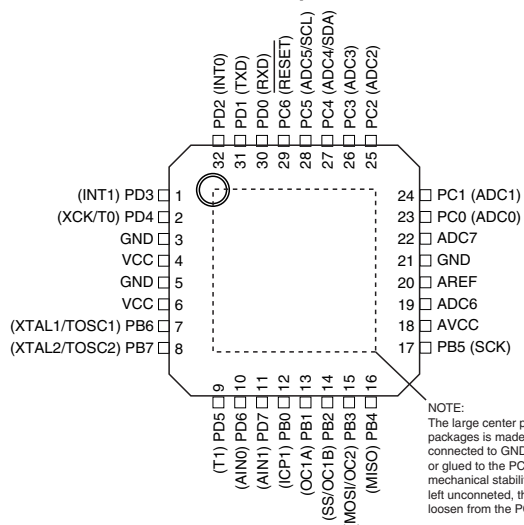 32 PD2 (INT0)
31 PD1 (TXD)
30 PD0 (RXD)
29 PC6 (RESET)
28 PC5 (ADC5/SCL)
27 PC4 (ADC4/SDA)
26 PC3 (ADC3)
25 PC2 (ADC2)
(INT1) PD3 1
(XCK/T0) PD4 2
GND 3
VCC 4
GND 5
VCC 6
(XTAL1/TOSC1) PB6 7
(XTAL2/TOSC2) PB7 8
24 PC1 (ADC1)
23 PC0 (ADC0)
22 ADC7
21 GND
20 AREF
19 ADC6
18 AVCC
17 PB5 (SCK)
(T1) PD5 9
(AIN0) PD6 10
(AIN1) PD7 11
(ICP1) PB0 12
(OC1A) PB1 13
(SS/OC1B) PB2 14
MOSI/OC2) PB3 15
(MISO) PB4 16
NOTE:
The large center
packages is made
connected to GND
or glued to the PC
mechanical
left unconneted,
loosen from the